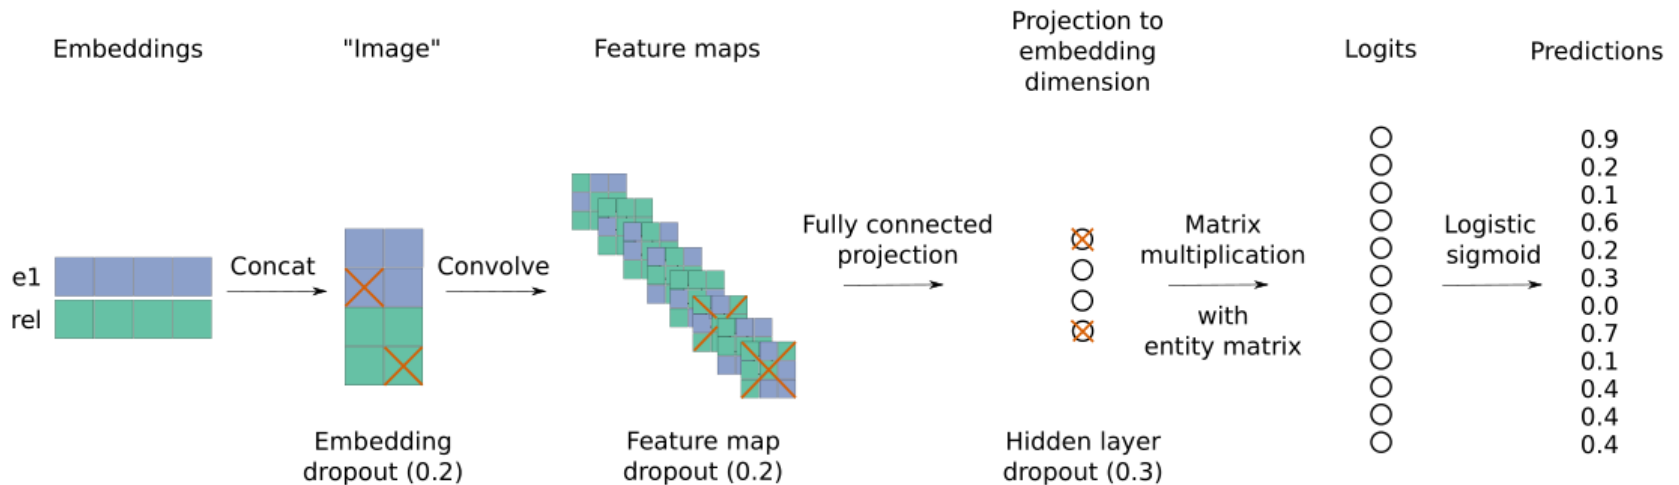 Embeddings
"Image"
Feature maps
Projection to
embedding
dimension
Logits
Predictions
e1
rel
Concat
Convolve
Fully connected
projection
Matrix
multiplication
with
entity matrix
Logistic
sigmoid
0.9
0.2
0.1
0.6
0.2
0.3
0.0
0.7
0.1
0.4
0.4
0.4
Embedding
dropout (0.2)
Feature map
dropout (0.2)
Hidden layer
dropout (0.3)